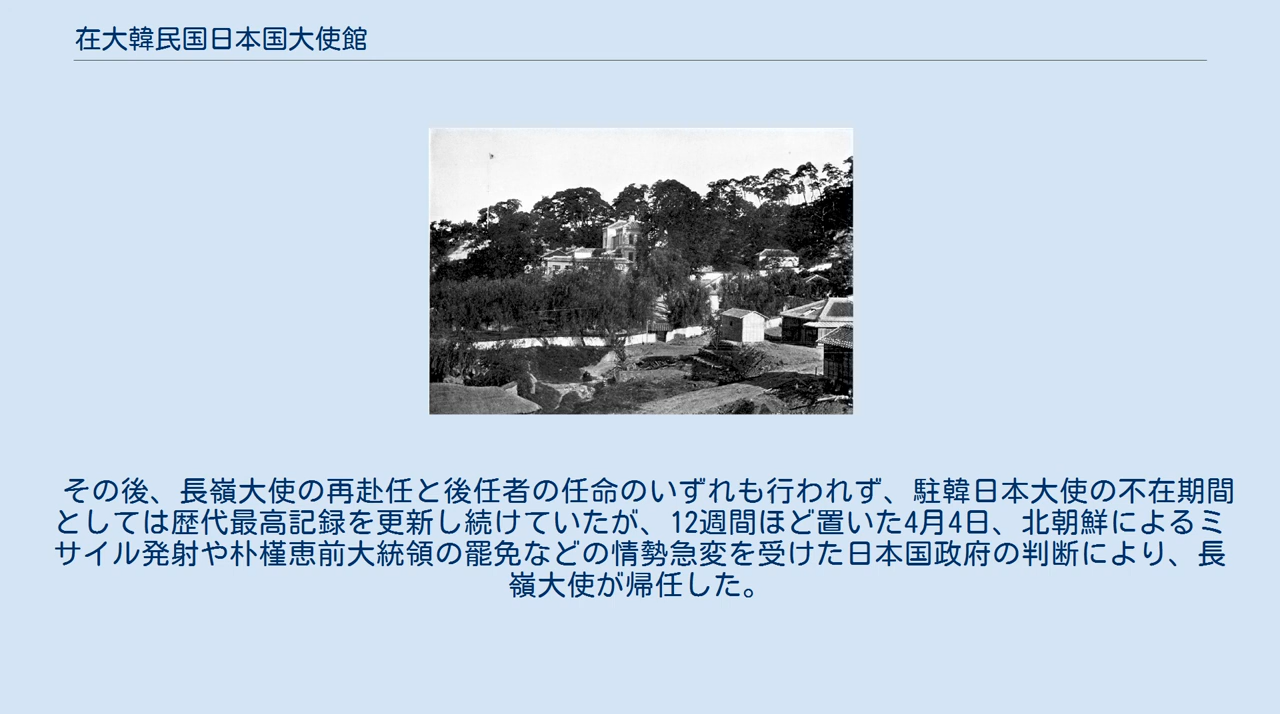 在大韓民国日本国大使館
その後、長嶺大使の再赴任と後任者の任命のいずれも行われず、駐韓日本大使の不在期間
としては歴代最高記録を更新し続けていたが、12週間ほど置いた4月4日、北朝鮮によるミ
サイル発射や朴槿恵前大統領の罷免などの情勢急変を受けた日本国政府の判断により、長
嶺大使が帰任した。